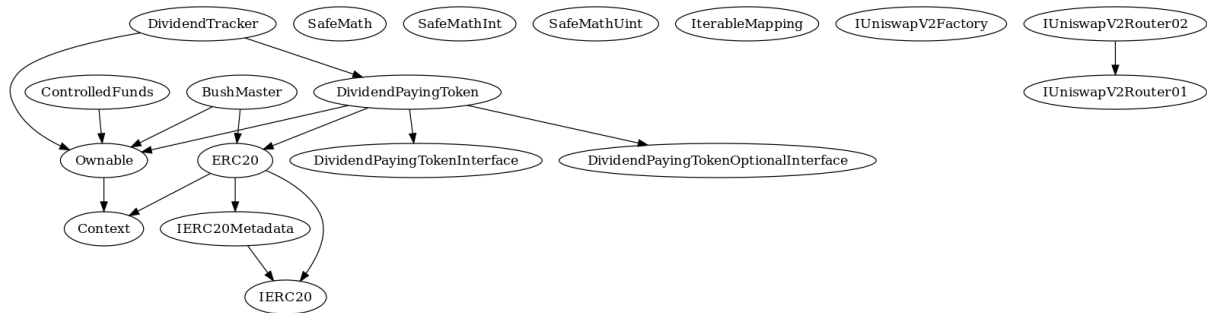 DividendTracker
SafeMath
SafeMathInt
SafeMathUint
IterableMapping
IUniswapV2Factory
IUniswapV2Router02
ControlledFunds
BushMaster
DividendPayingToken
IUniswapV2Router01
Ownable
ERC20
DividendPayingTokenInterface
DividendPayingTokenOptionalInterface
Context
IERC20Metadata
IERC20